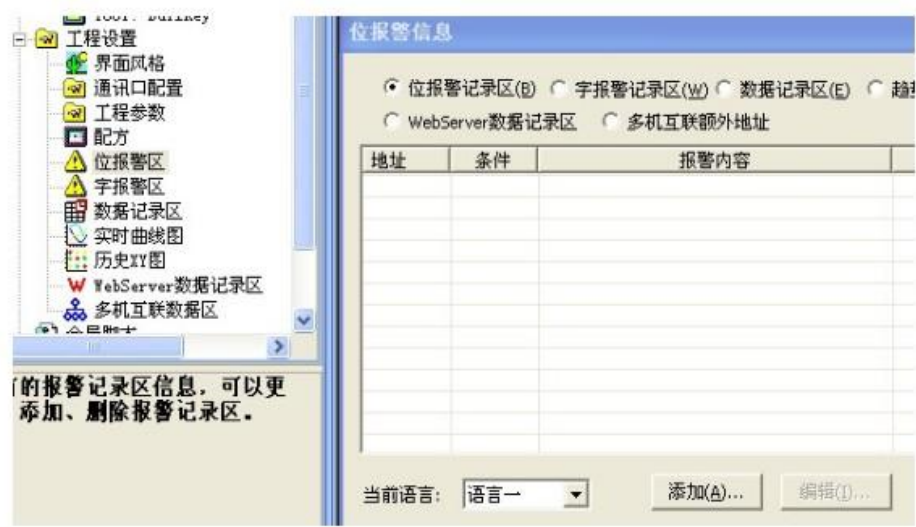 Tool: BuffKey
工程设置
界面风格
通讯口配置
工程参数
配方
位报警区
字报警区
数据记录区
实时曲线图
历史XY图
WebServer数据记录区
多机互联数据区
全局脚本
的报警记录区信息，可以更
添加、删除报警记录区。
位报警信息
位报警记录区(B) 字报警记录区(W) 数据记录区(E)
WebServer数据记录区 多机互联额外地址
地址 条件 报警内容
当前语言: 语言一 添加(A)... 编辑(I)...